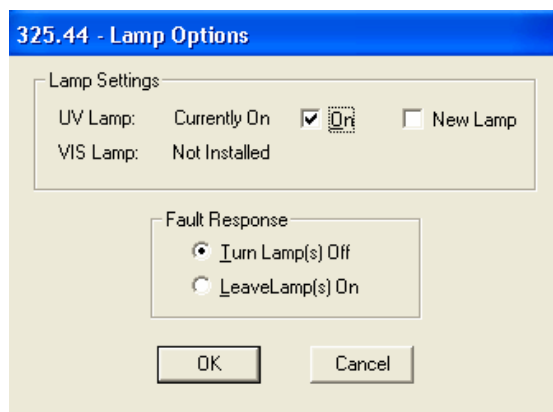 325.44 - Lamp Options
Lamp Settings
UV Lamp: Currently On On New Lamp
VIS Lamp: Not Installed
Fault Response
Turn Lamp(s) Off
LeaveLamp(s) On
OK Cancel